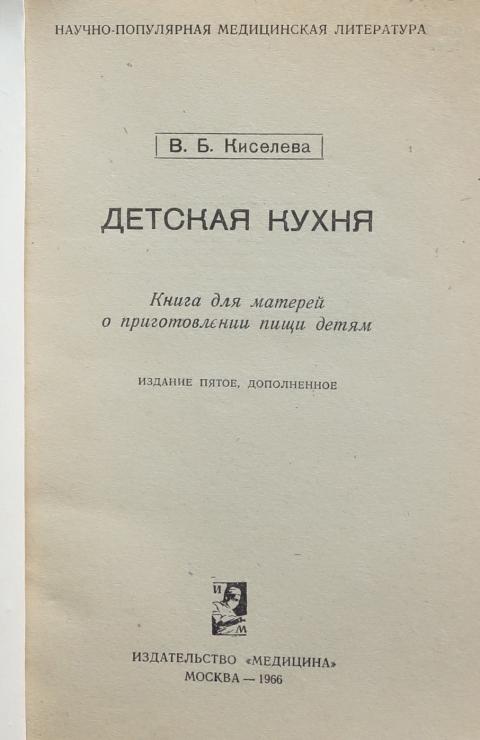 НАУЧНО-ПОПУЛЯРНАЯ МЕДИЦИНСКАЯ ЛИТЕРАТУРА
В. Б. Киселева
ДЕТСКАЯ КУХНЯ
Книга для матерей
о приготовлении пищи детям
ИЗДАНИЕ ПЯТОЕ, ДОПОЛНЕННОЕ
И
М
ИЗДАТЕЛЬСТВО «МЕДИЦИНА»
МОСКВА — 1966